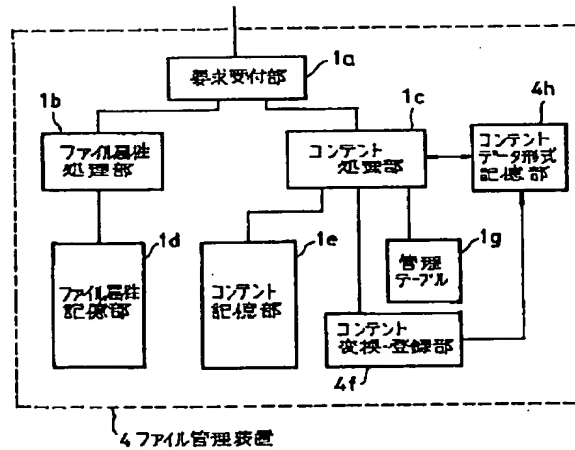 1a
要求受付部
1b
ファイル属性
処理部
1c
コンテント
処理部
4h
コンテント
データ形式
記憶部
1d
ファイル属性
記憶部
1e
コンテント
記憶部
1g
管理
テーブル
コンテント
変換・登録部
4f
4 ファイル管理装置